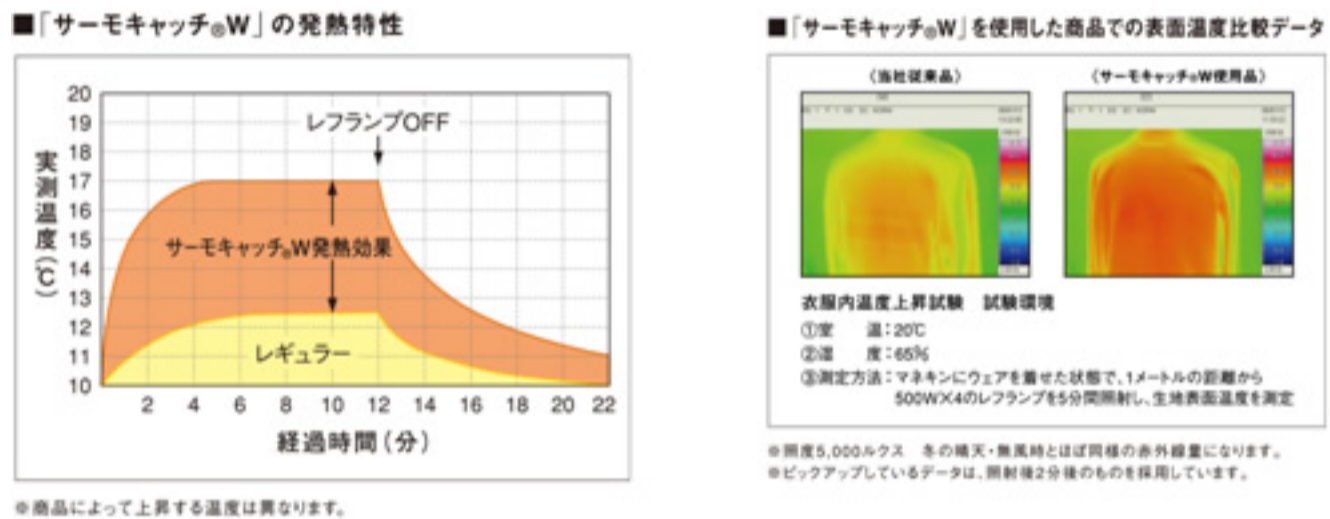 ■「サーモキャッチ®W」の発熱特性
20
19
18
17
16
15
14
13
12
11
10
実測温度(℃)
レフランプOFF
サーモキャッチ®W発熱効果
レギュラー
2 4 6 8 10 12 14 16 18 20 22
経過時間(分)
※商品によって上昇する温度は異なります。
■「サーモキャッチ®W」を使用した商品での表面温度比較データ
〈当社従来品〉
〈サーモキャッチ®W使用品〉
衣服内温度上昇試験 試験環境
①室 温:20℃
②湿 度:65%
③測定方法:マネキンにウェアを着せた状態で、1メートルの距離から
500W×4のレフランプを5分間照射し、生地表面温度を測定
※照度5,000ルクス 冬の晴天・無風時とほぼ同様の赤外線量になります。
※ピックアップしているデータは、照射後2分後のものを採用しています。